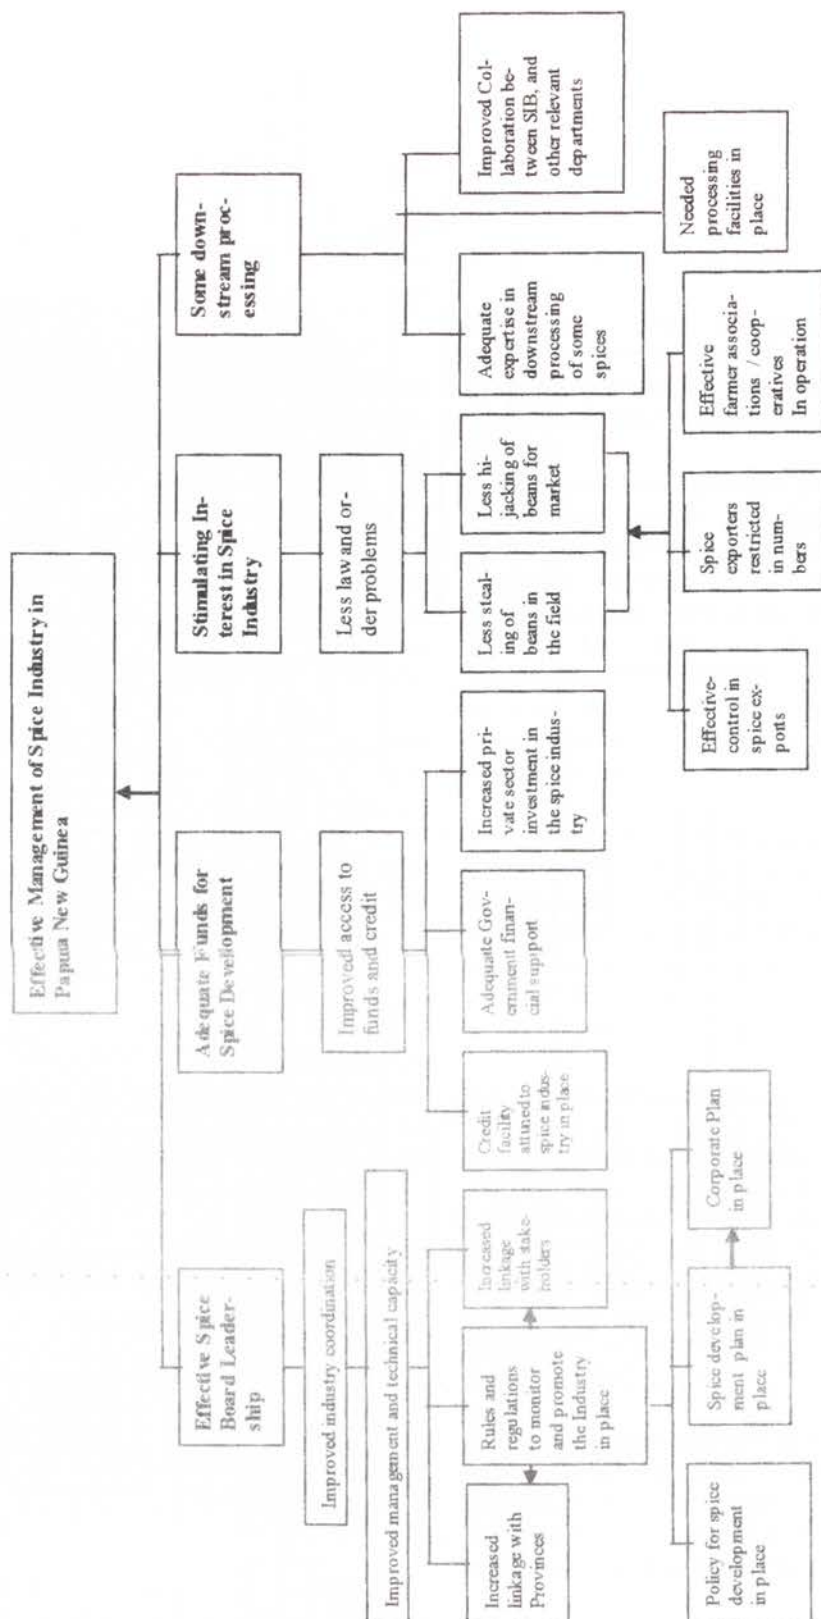 Effective Management of Spice Industry in
Papua New Guinea
Effective Spice
Board Leader-
ship
Adequate Funds for
Spice Development
Stimulating In-
terest in Spice
Industry
Some down-
stream proc-
essing
Improved industry coordination
Improved access to
funds and credit
Less law and or-
der problems
Improved management and technical capacity
Increased
linkage with
Provinces
Rules and
regulations
to monitor
and promote
the Industry
in place
Increased
linkage
with stake-
holders
Credit
facility
attuned to
spice indus-
try in place
Adequate Gov-
ernment finan-
cial support
Increased pri-
vate sector
investment in
the spice indus-
try
Less steal-
ing of
beans in
the field
Less hi-
jacking of
beans for
market
Adequate
expertise in
downstream
processing
of some
spices
Improved Col-
laboration be-
tween SIB, and
other relevant
departments
Needed
processing
facilities in
place
Policy for spice
development
in place
Spice develop-
ment plan in
place
Corporate Plan
in place
Effective-
control in
spice ex-
ports
Spice
exporters
restricted
in num-
bers
Effective
farmer associa-
tions / coop-
eratives
In operation